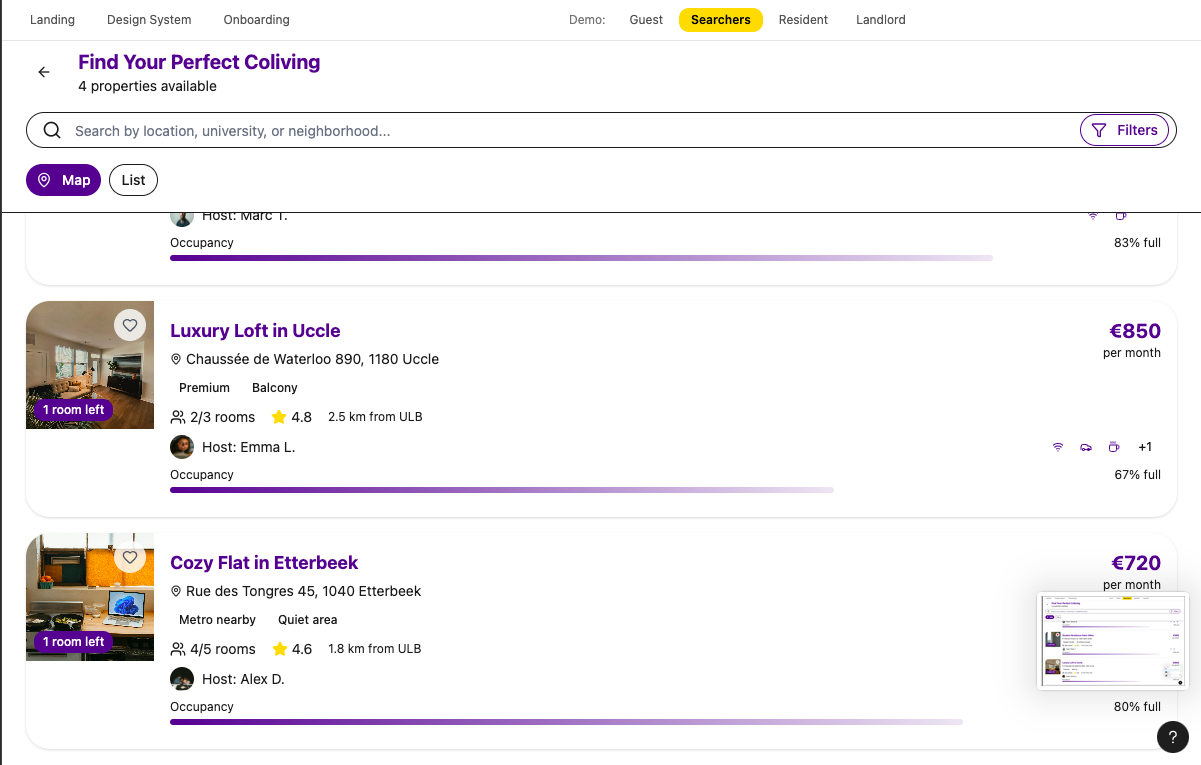 Landing Design System Onboarding Demo: Guest Searchers Resident Landlord
Find Your Perfect Coliving
4 properties available
Search by location, university, or neighborhood...
Filters
Map List
Host: Marc T.
Occupancy 83% full
Luxury Loft in Uccle €850
Chaussée de Waterloo 890, 1180 Uccle per month
Premium Balcony
1 room left
2/3 rooms 4.8 2.5 km from ULB
Host: Emma L. +1
Occupancy 67% full
Cozy Flat in Etterbeek €720
Rue des Tongres 45, 1040 Etterbeek per month
Metro nearby Quiet area
1 room left
4/5 rooms 4.6 1.8 km from ULB
Host: Alex D.
Occupancy 80% full
?